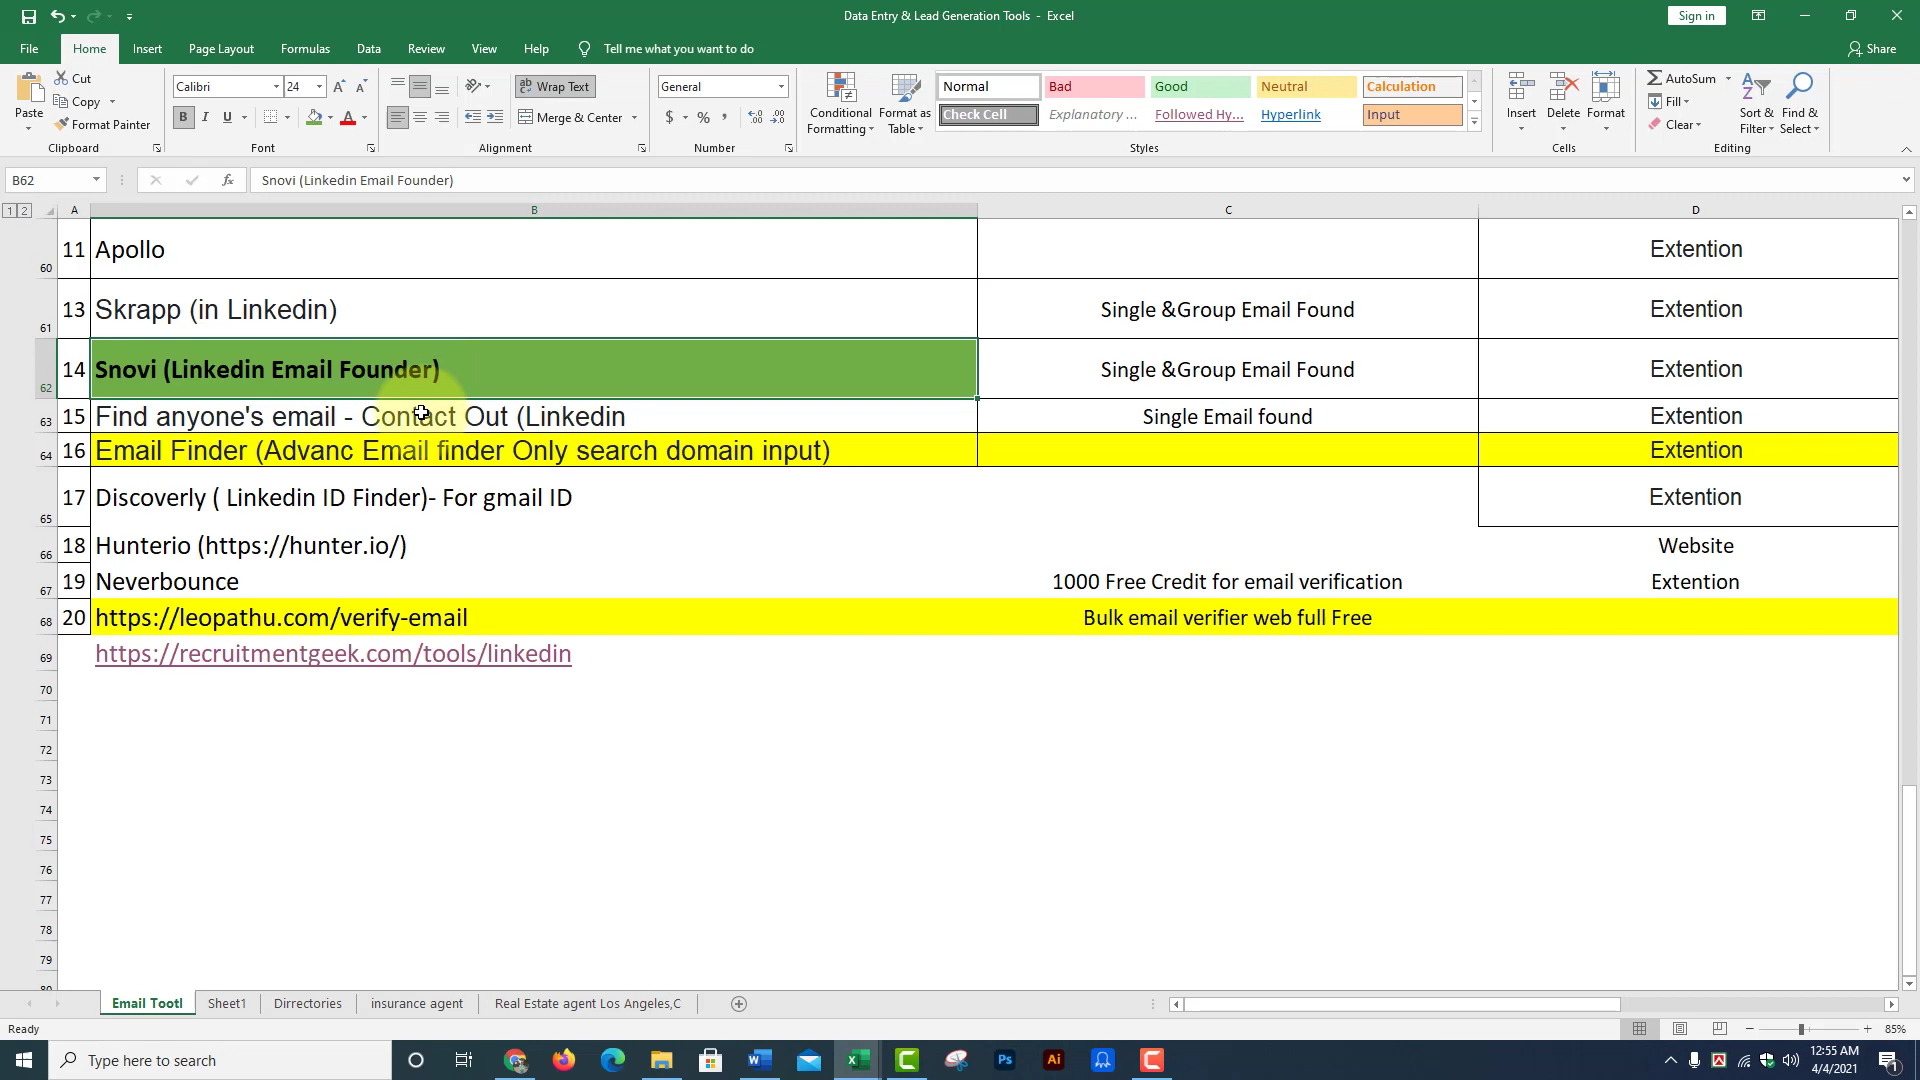 Data Entry & Lead Generation Tools - Excel
Sign in
File Home Insert Page Layout Formulas Data Review View Help Tell me what you want to do Share
Paste
Cut
Copy
Format Painter
Clipboard
Calibri 24
B I U
Font
Wrap Text
Merge & Center
Alignment
General
$ % ,
Number
Conditional Formatting
Format as Table
Normal Bad Good Neutral Calculation
Check Cell Explanatory ... Followed Hy... Hyperlink Input
Styles
Insert Delete Format
Cells
AutoSum
Fill
Clear
Sort & Filter
Find & Select
Editing
B62 fx Snovi (Linkedin Email Founder)
1 2 A B C D
60 11 Apollo Extention
61 13 Skrapp (in Linkedin) Single &Group Email Found Extention
62 14 Snovi (Linkedin Email Founder) Single &Group Email Found Extention
63 15 Find anyone's email - Contact Out (Linkedin Single Email found Extention
64 16 Email Finder (Advanc Email finder Only search domain input) Extention
65 17 Discoverly ( Linkedin ID Finder)- For gmail ID Extention
66 18 Hunterio (https://hunter.io/) Website
67 19 Neverbounce 1000 Free Credit for email verification Extention
68 20 https://leopathu.com/verify-email Bulk email verifier web full Free
69 https://recruitmentgeek.com/tools/linkedin
70
71
72
73
74
75
76
77
78
79
80
Email Tootl Sheet1 Dirrectories insurance agent Real Estate agent Los Angeles,C
Ready 85%
Type here to search
Ps Ai
12:55 AM
4/4/2021
1